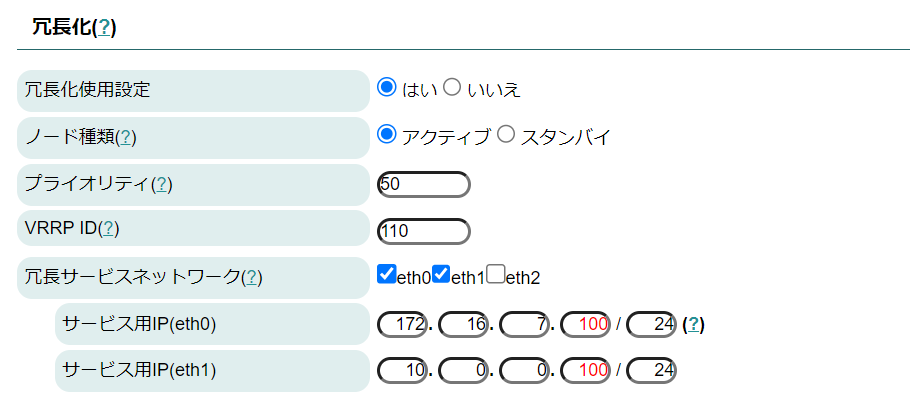 冗長化(?)
冗長化使用設定 はい いいえ
ノード種類(?) アクティブ スタンバイ
プライオリティ(?) 50
VRRP ID(?) 110
冗長サービスネットワーク(?) eth0 eth1 eth2
サービス用IP(eth0) 172. 16. 7. 100 / 24 (?)
サービス用IP(eth1) 10. 0. 0. 100 / 24